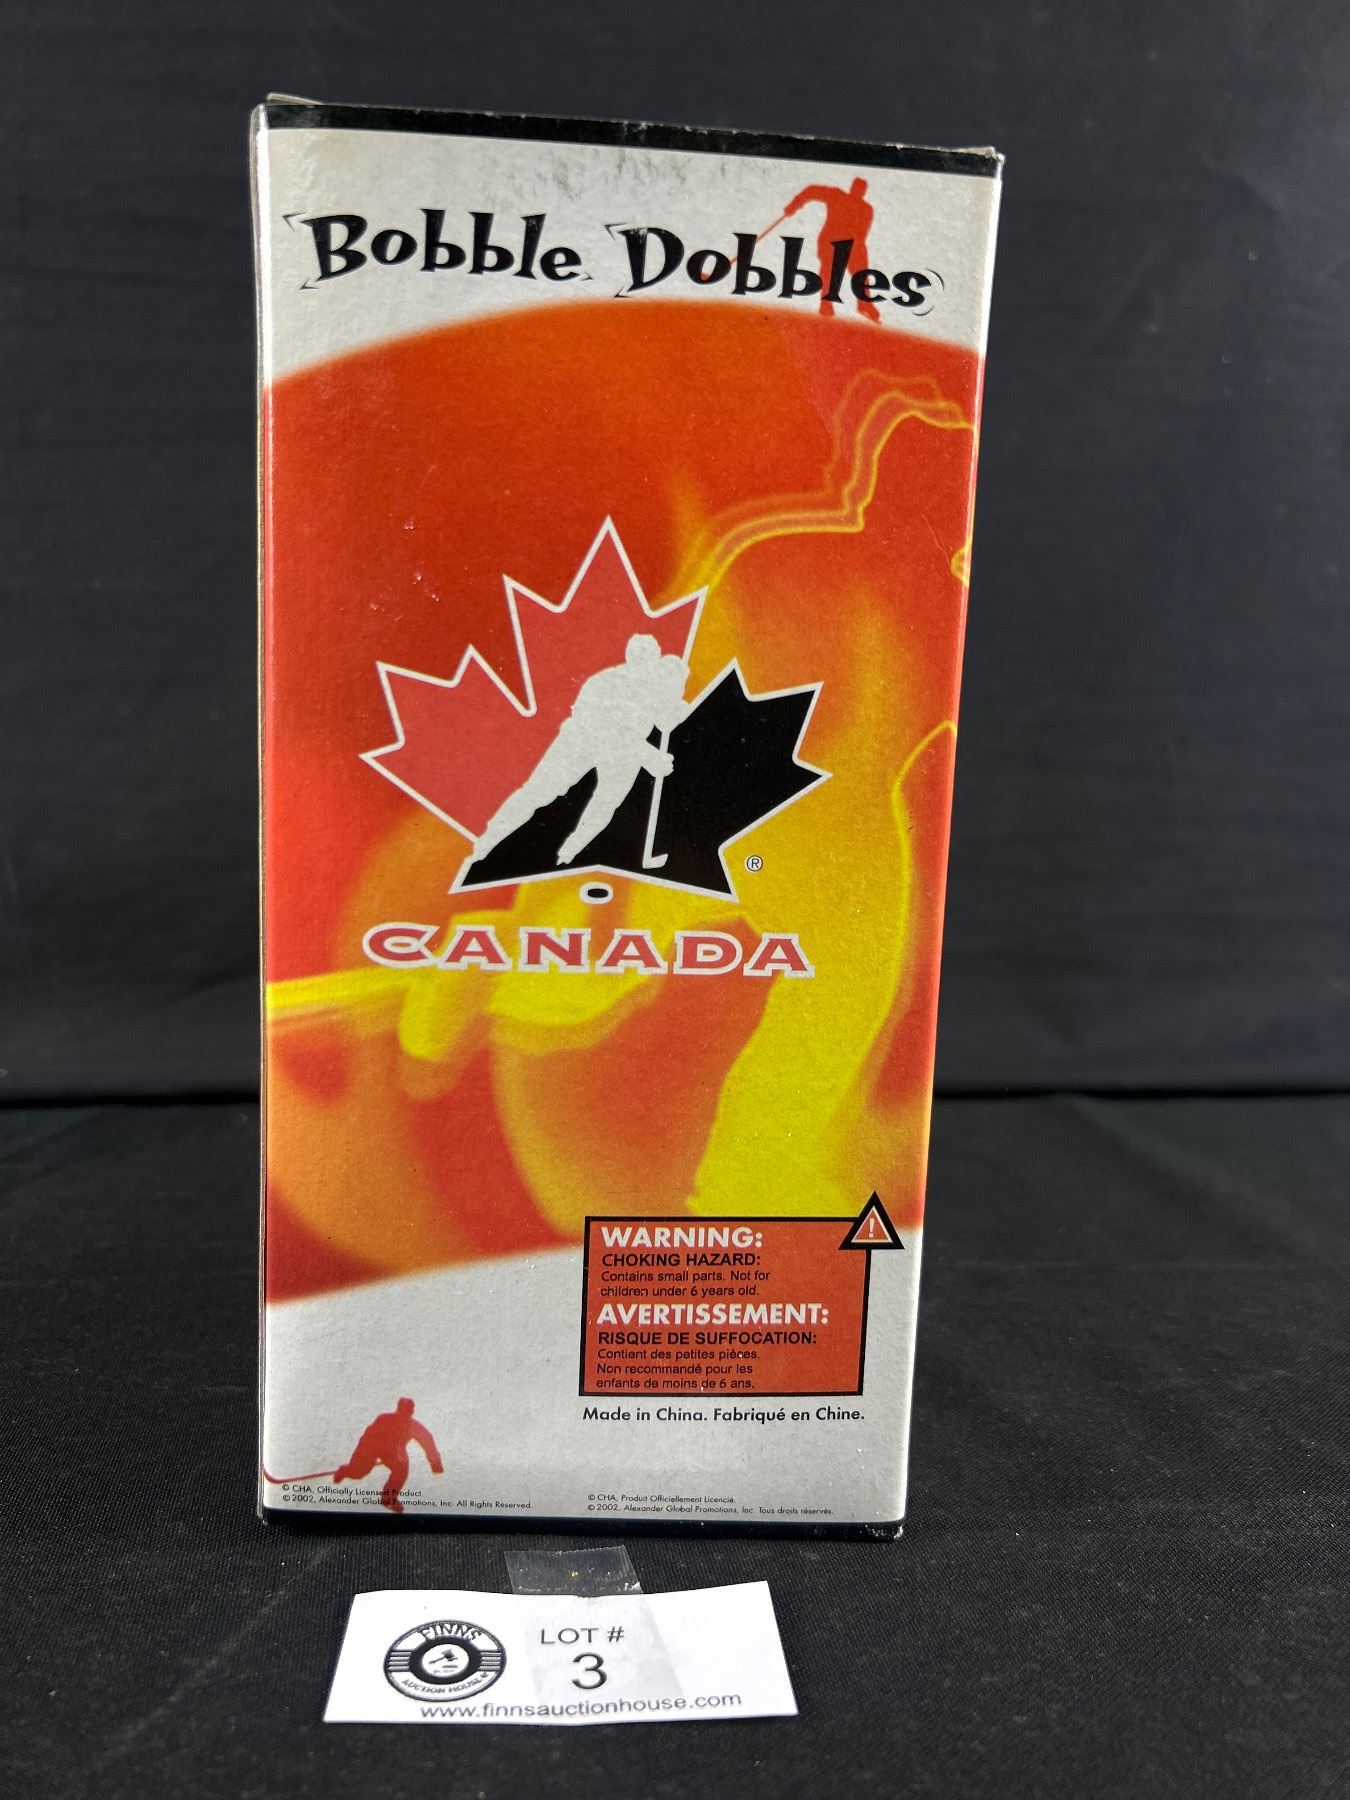 Bobble Dobbles
®
CANADA
WARNING:
CHOKING HAZARD:
Contains small parts. Not for
children under 6 years old.
AVERTISSEMENT:
RISQUE DE SUFFOCATION:
Contient des petites pièces.
Non recommandé pour les
enfants de moins de 6 ans.
Made in China. Fabriqué en Chine.
© CHA, Officially Licensed Product.
© 2002, Alexander Global Promotions, Inc. All Rights Reserved.
© CHA, Produit Officiellement Licencié.
© 2002, Alexander Global Promotions, Inc. Tous droits réservés.
FINNS
AUCTION HOUSE
LOT #
3
www.finnsauctionhouse.com